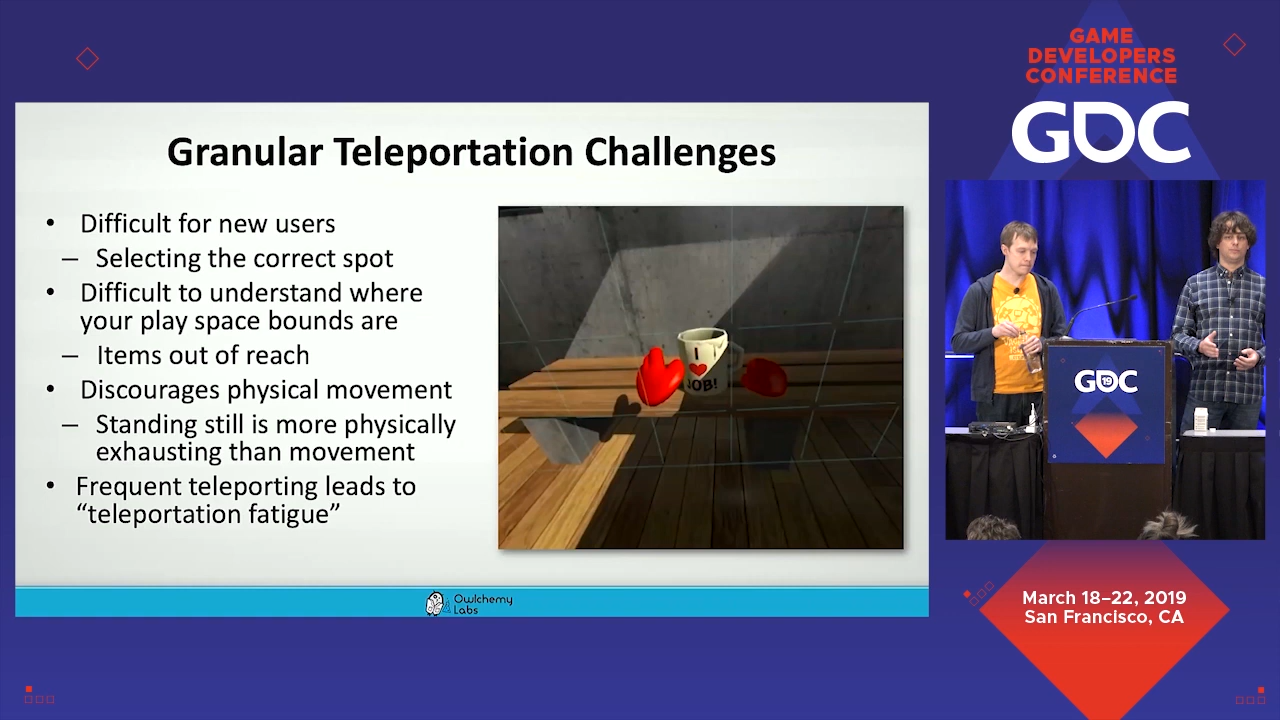 Granular Teleportation Challenges
• Difficult for new users
– Selecting the correct spot
• Difficult to understand where
your play space bounds are
– Items out of reach
• Discourages physical movement
– Standing still is more physically
exhausting than movement
• Frequent teleporting leads to
“teleportation fatigue”
I
JOB!
Owlchemy
Labs
GAME
DEVELOPERS
CONFERENCE
GDC
GDC
19
March 18–22, 2019
San Francisco, CA